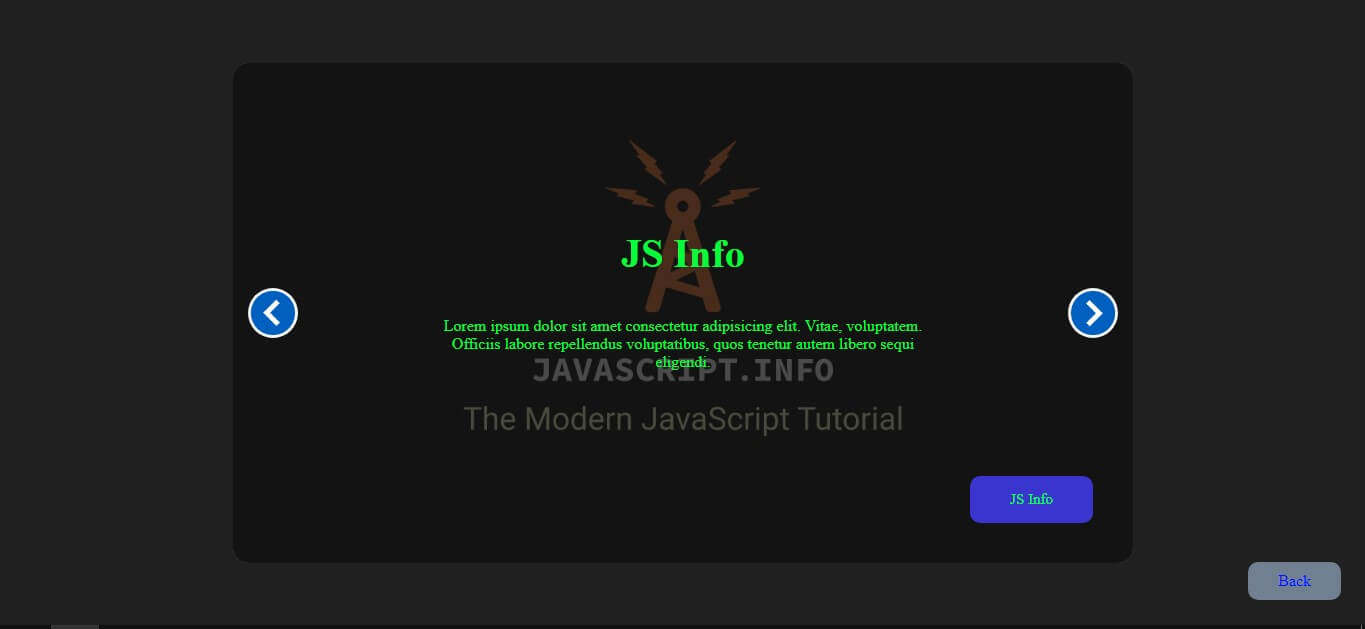 JS Info
Lorem ipsum dolor sit amet consectetur adipisicing elit. Vitae, voluptatem.
Officiis labore repellendus voluptatibus, quos tenetur autem libero sequi
eligendi.
JAVASCRIPT.INFO
The Modern JavaScript Tutorial
JS Info
Back